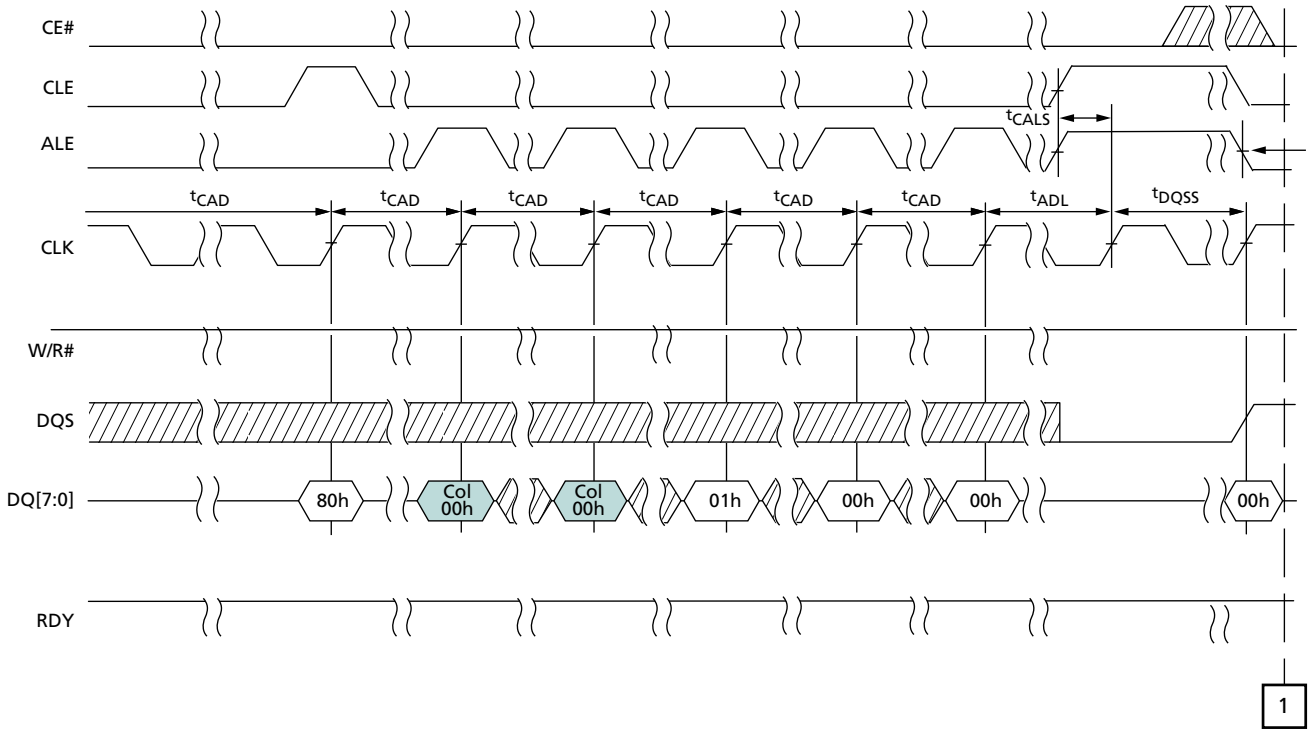 CE#
CLE
tCALS
ALE
tCAD tCAD tCAD tCAD tCAD tCAD tADL tDQSS
CLK
W/R#
DQS
DQ[7:0] 80h Col 00h Col 00h 01h 00h 00h 00h
RDY
1